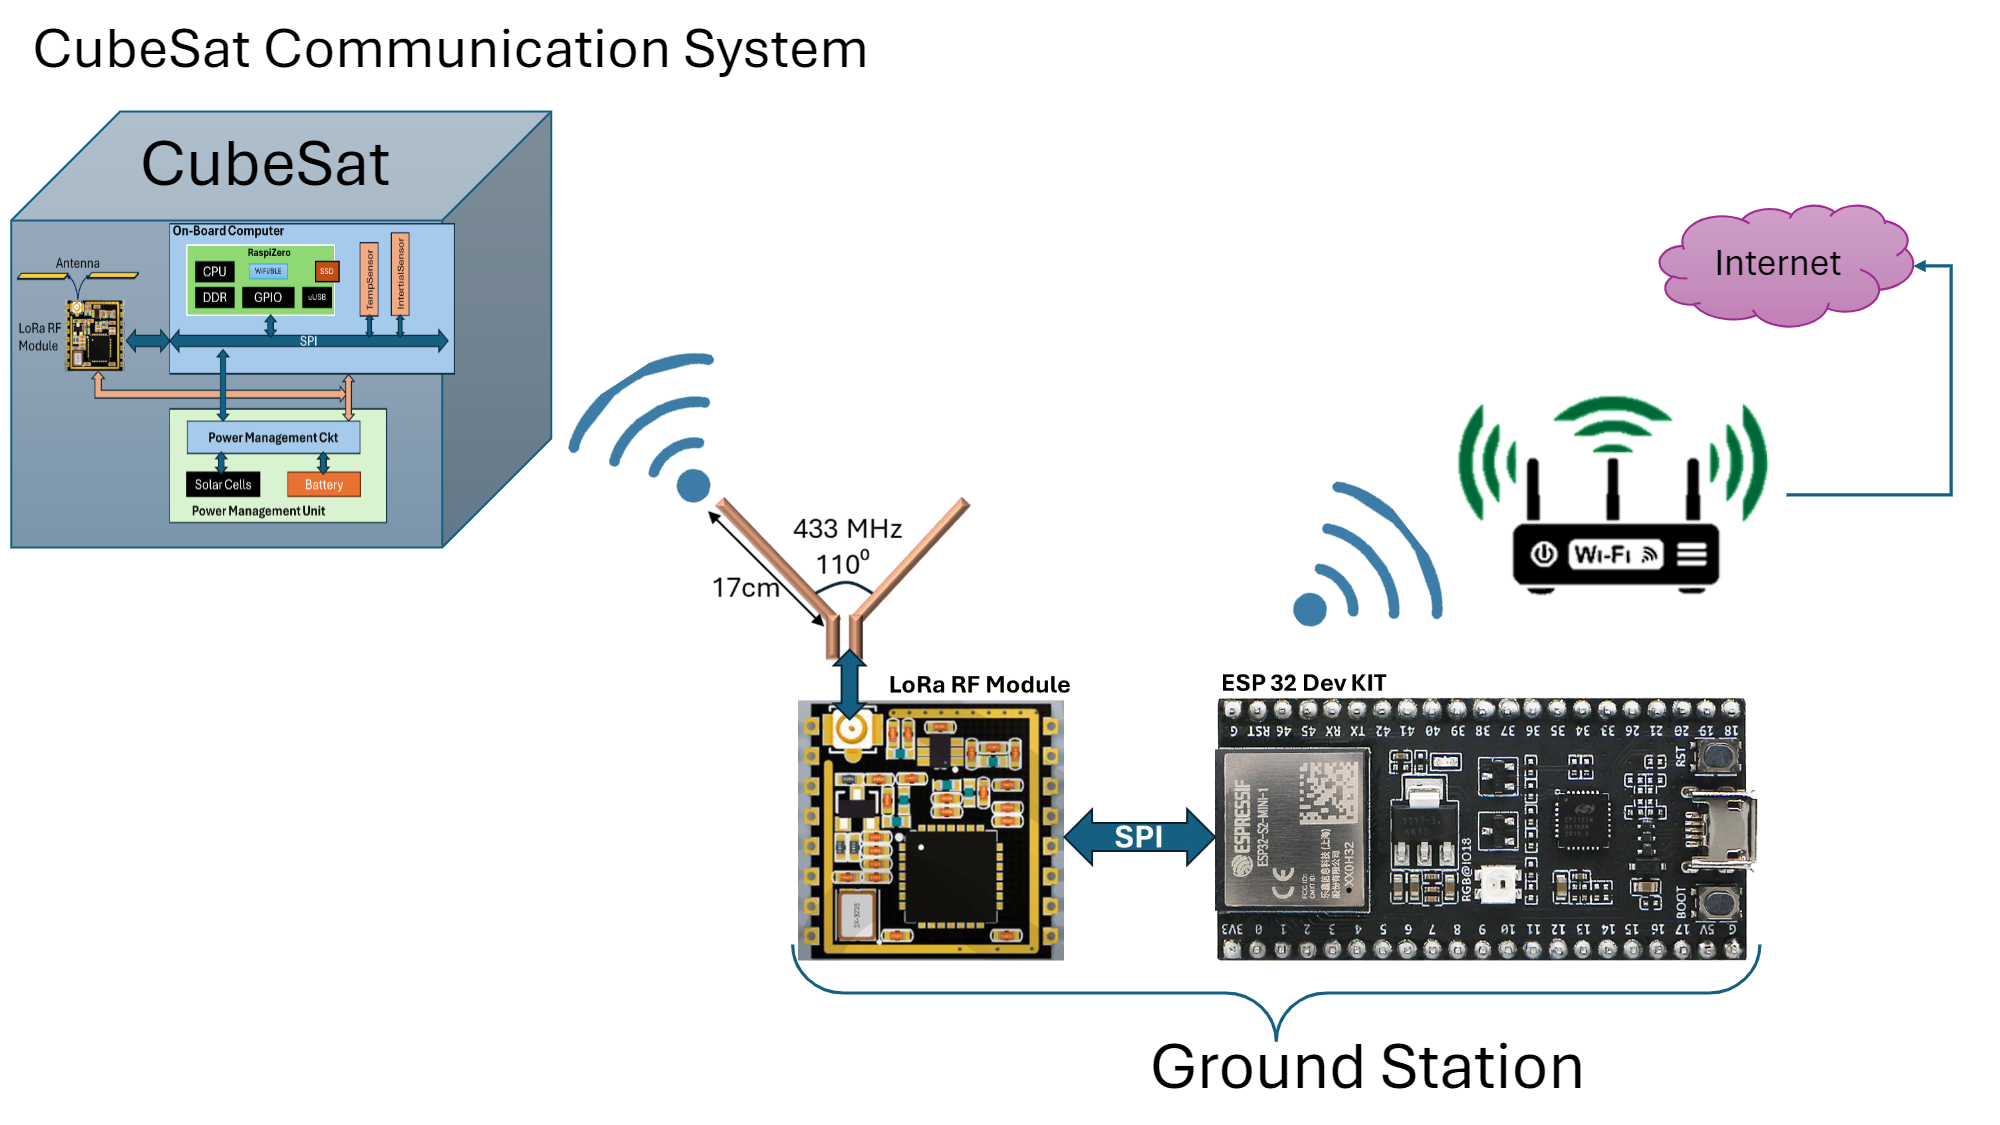 CubeSat Communication System
CubeSat
On-Board Computer
RaspiZero
CPU
WiFi/BLE
SSD
DDR
GPIO
uUSB
TempSensor
IntertialSensor
Antenna
LoRa RF
Module
SPI
Power Management Ckt
Solar Cells
Battery
Power Management Unit
433 MHz
110⁰
17cm
Internet
Wi-Fi
LoRa RF Module
ESP 32 Dev KIT
SPI
G RST 46 45 RX TX 42 41 40 39 38 37 36 35 34 33 26 21 20 19 18
RST
ESPRESSIF
ESP32-S2-MINI-1
CE
RGB@IO18
BOOT
3V3 0 1 2 3 4 5 6 7 8 9 10 11 12 13 14 15 16 17 5V G
Ground Station